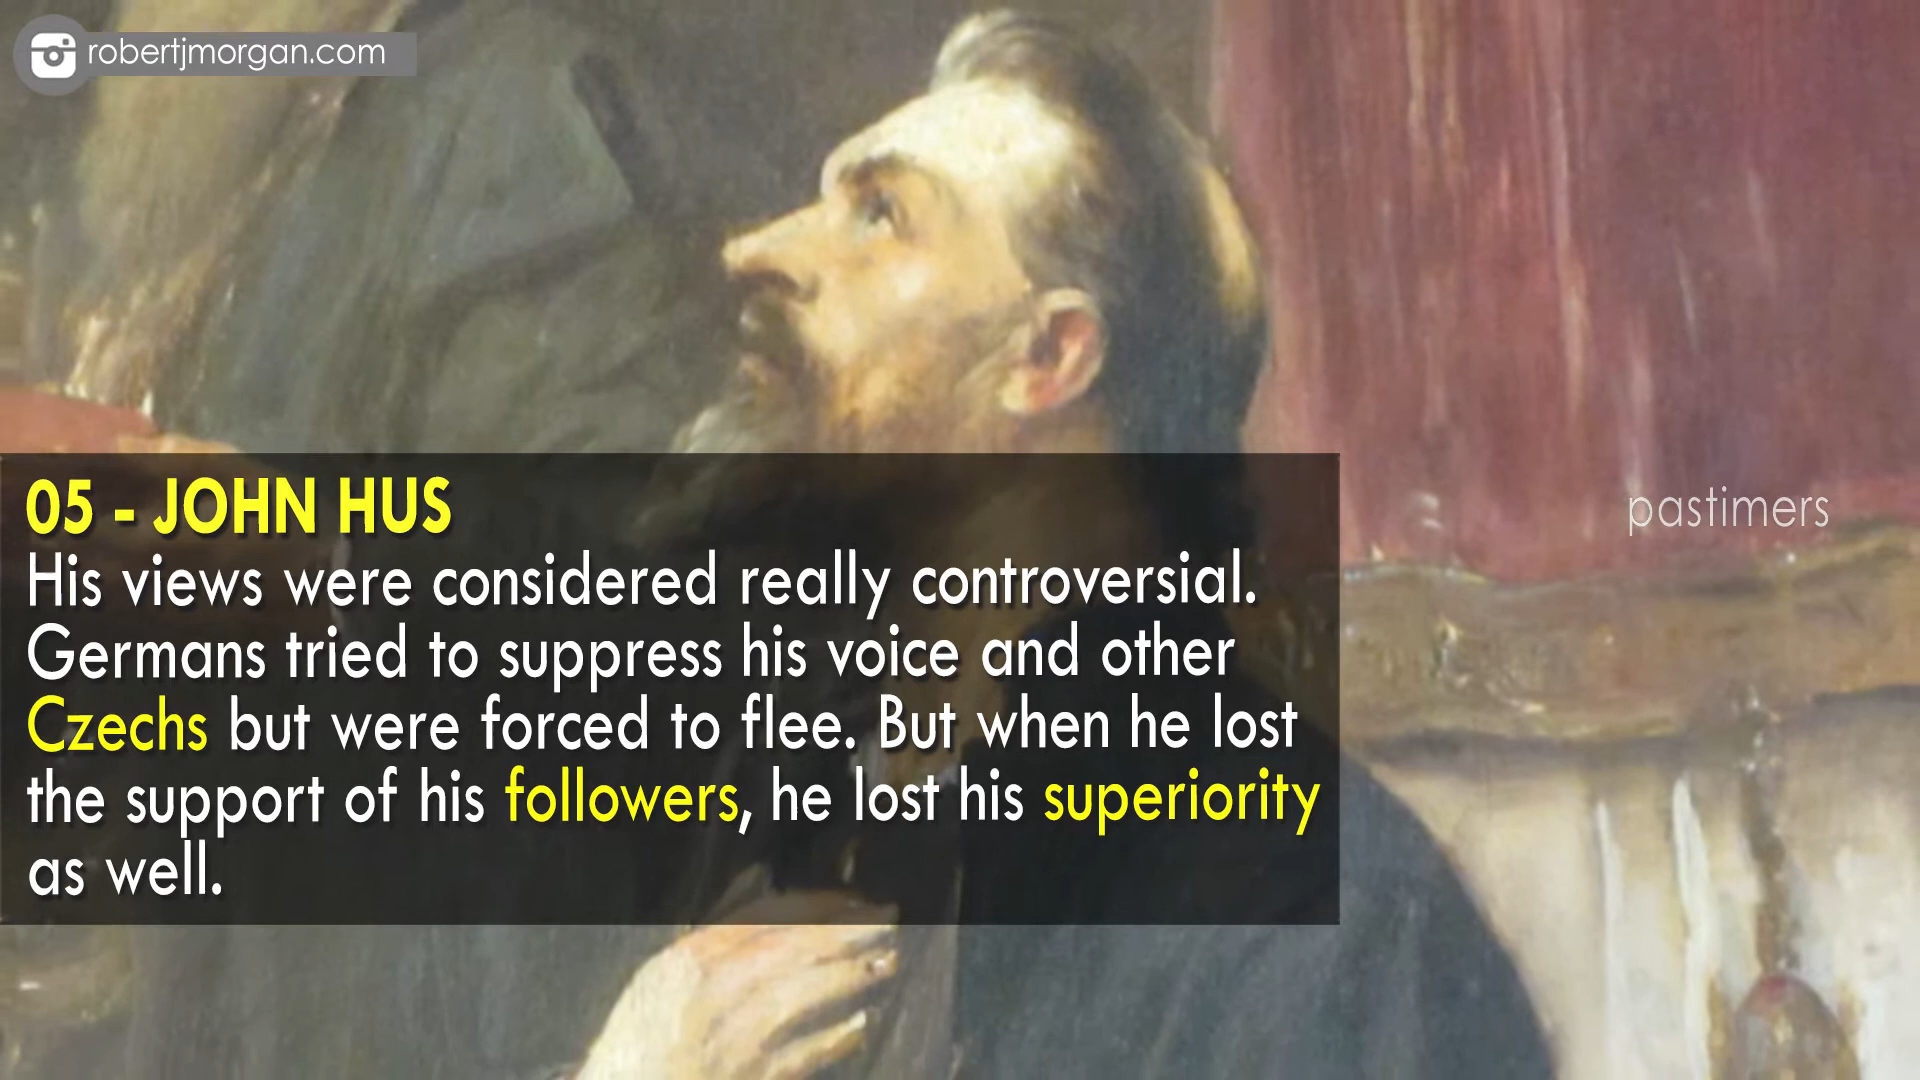 robertjmorgan.com
05 - JOHN HUS
His views were considered really controversial.
Germans tried to suppress his voice and other
Czechs but were forced to flee. But when he lost
the support of his followers, he lost his superiority
as well.
pastimers